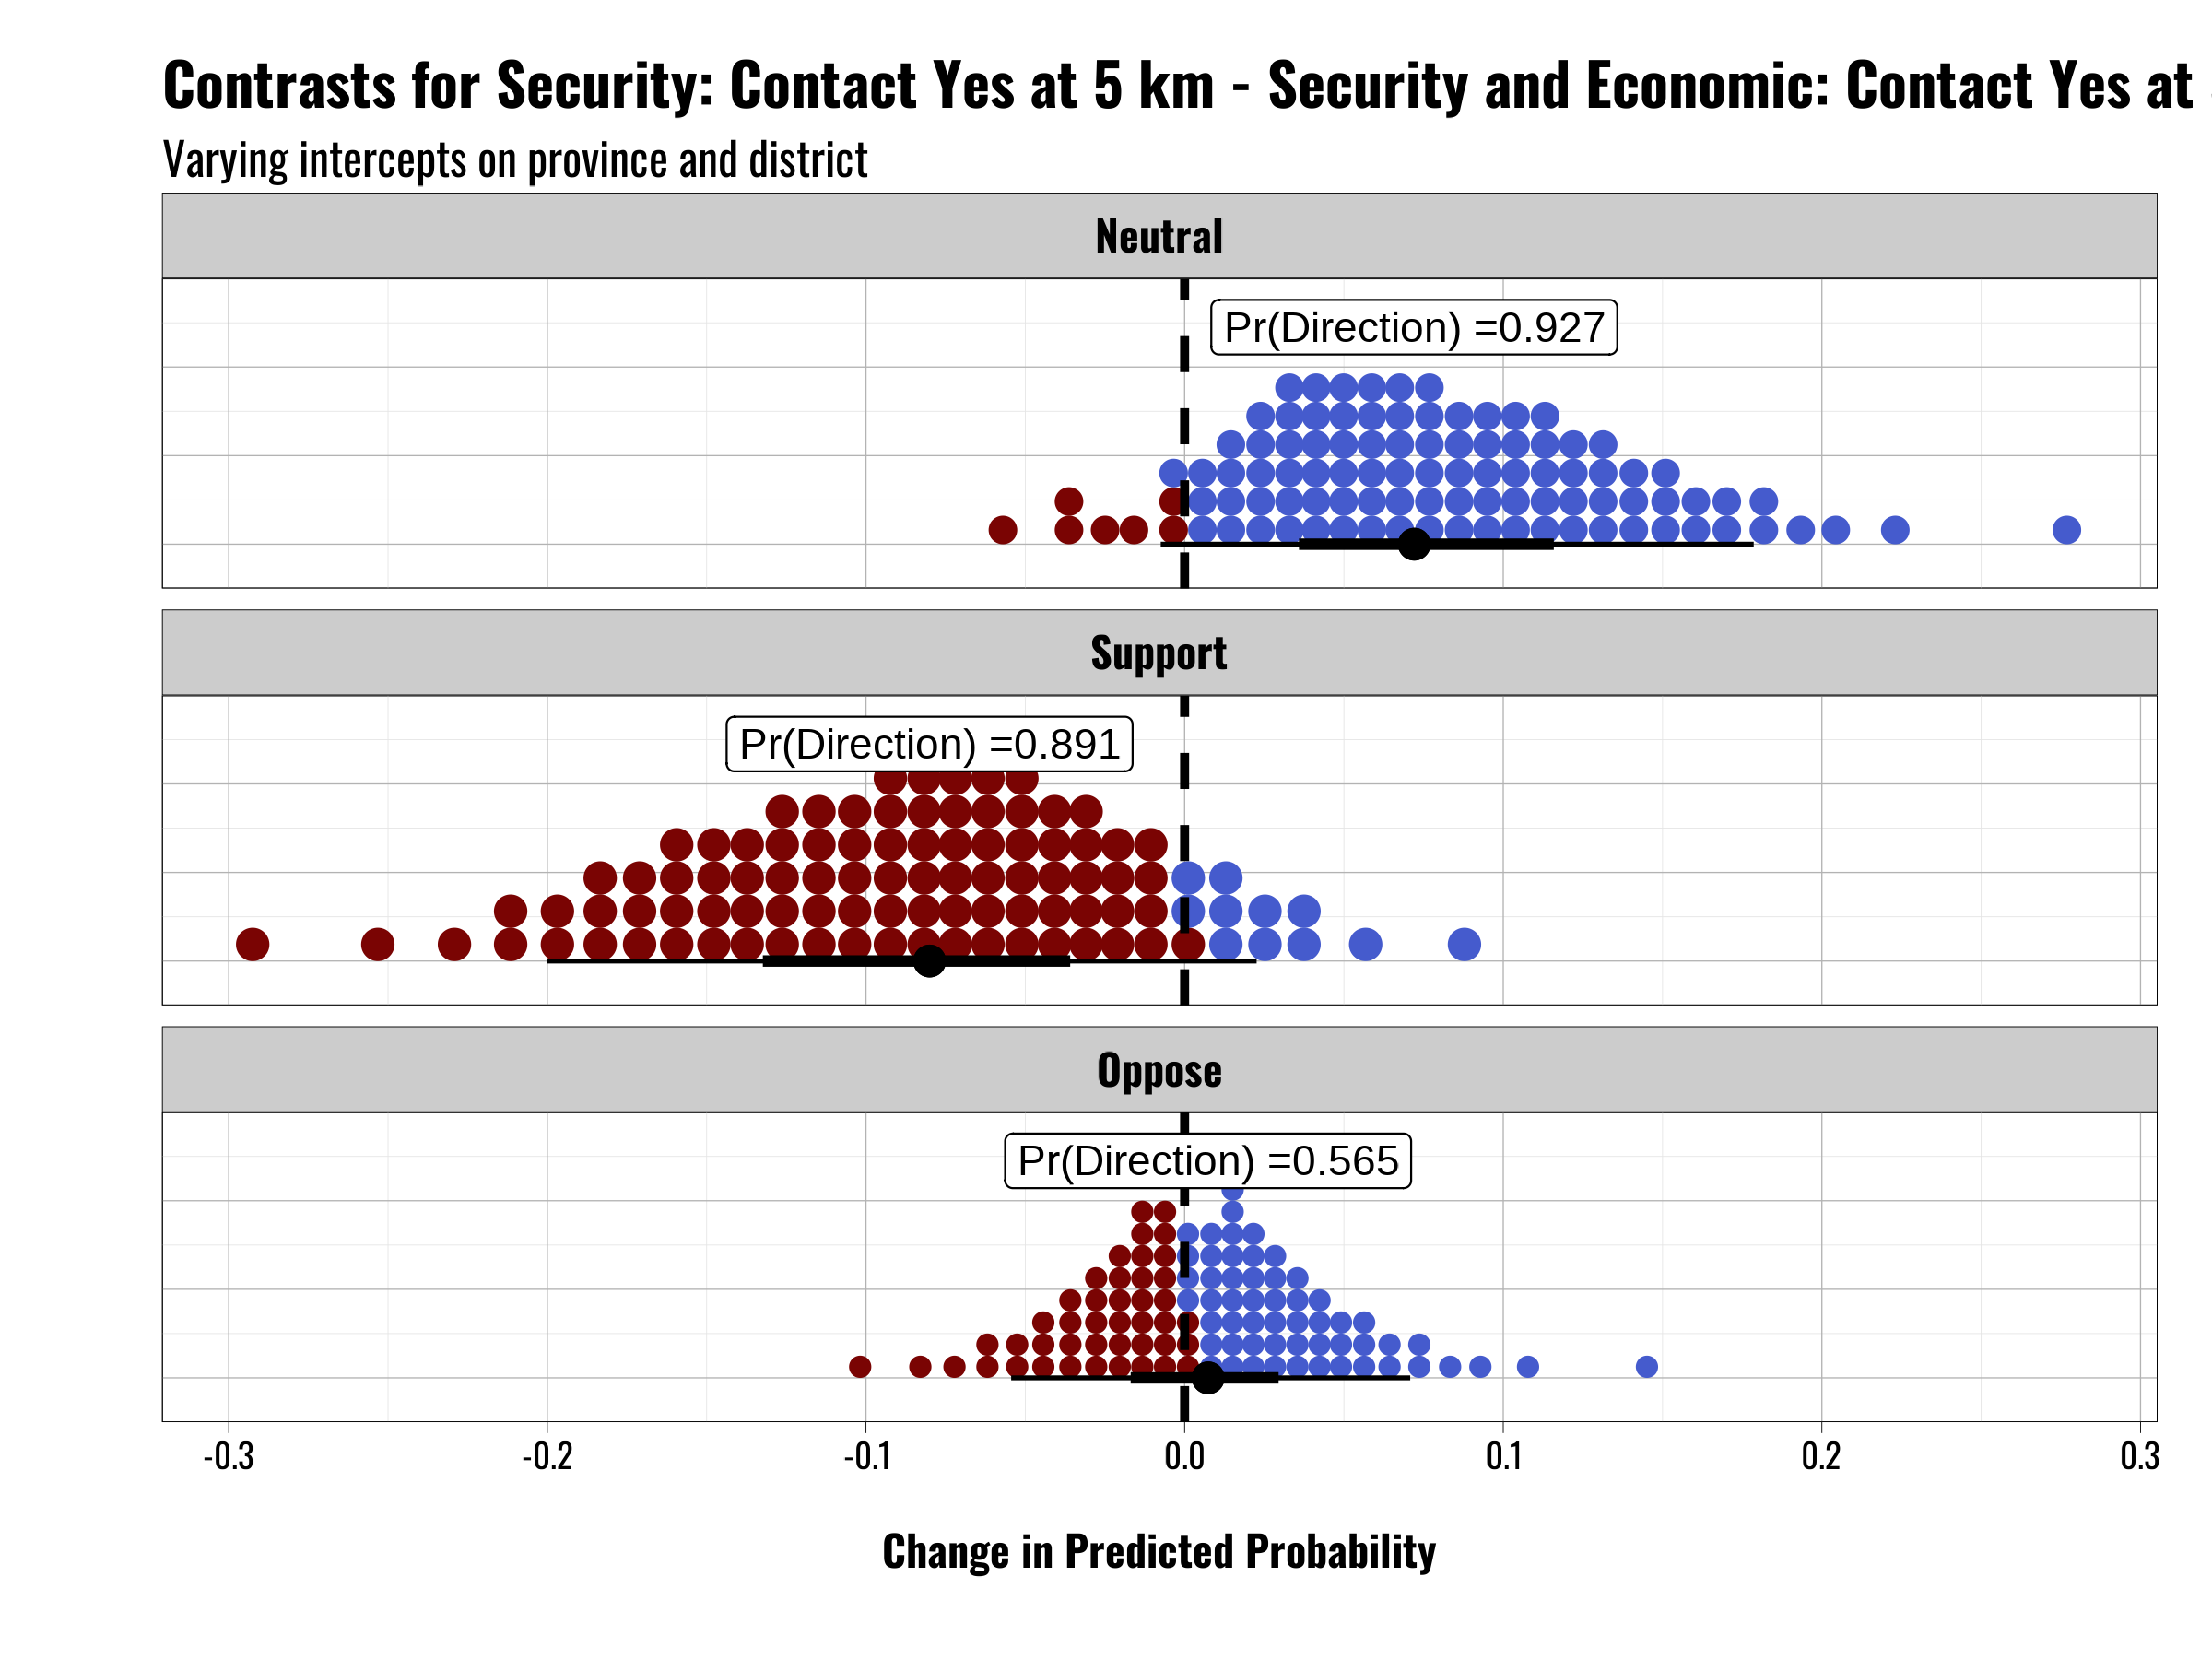 Contrasts for Security: Contact Yes at 5 km - Security and Economic: Contact Yes at
Varying intercepts on province and district
Neutral
Pr(Direction) =0.927
Support
Pr(Direction) =0.891
Oppose
Pr(Direction) =0.565
-0.3 -0.2 -0.1 0.0 0.1 0.2 0.3
Change in Predicted Probability